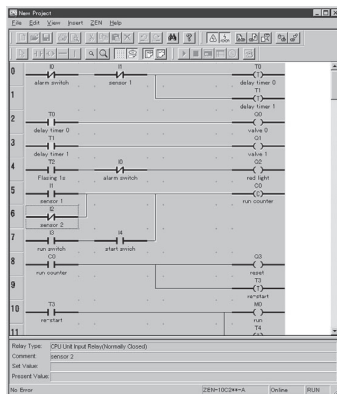 New Project
File Edit View Insert ZEN Help
0 I0 I1 T0
(T)
alarm switch sensor 1 delay timer 0
1 T1
(T)
delay timer 1
2 T0 Q0
delay timer 0 valve 0
3 T1 Q1
delay timer 1 valve 1
4 T2 I0 Q2
Flasing 1s alarm switch red light
5 I1 C0
(C)
sensor 1 run counter
6 I2
sensor 2
7 I3 I4
run switch start switch
8 C0 Q3
run counter reset
9 T3
(T)
re-start
10 T3 M0
re-start run
11 T4
Relay Type: CPU Unit Input Relay(Normally Closed)
Comment: sensor 2
Set Value:
Present Value:
No Error ZEN-10C2**-A Online RUN